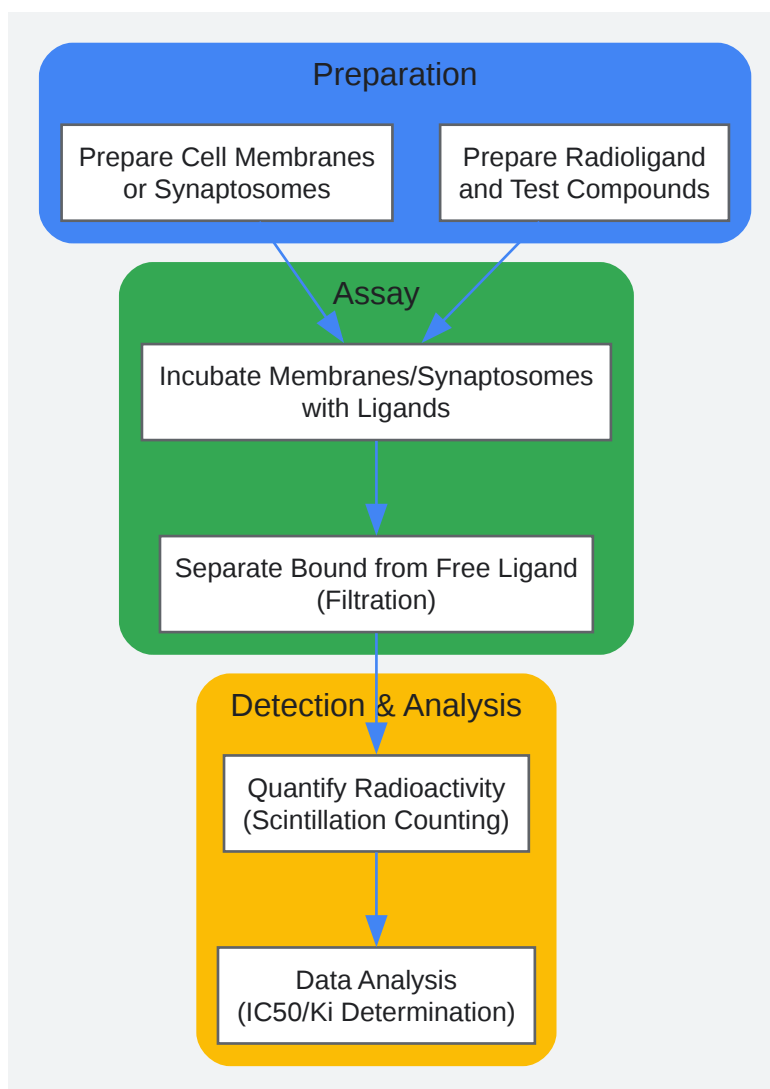 Preparation
Prepare Cell Membranes
or Synaptosomes
Prepare Radioligand
and Test Compounds
Assay
Incubate Membranes/Synaptosomes
with Ligands
Separate Bound from Free Ligand
(Filtration)
Detection & Analysis
Quantify Radioactivity
(Scintillation Counting)
Data Analysis
(IC50/Ki Determination)